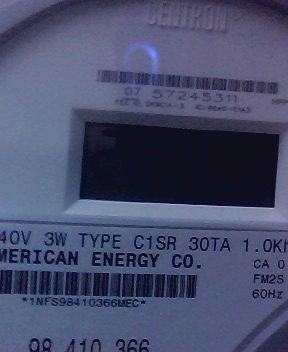 CENTRON®
07 57245311
40V 3W TYPE C1SR 30TA 1.0Kh
MERICAN ENERGY CO.
CA 0
FM2S
*1NFS98410366MEC*
60Hz
98 410 366